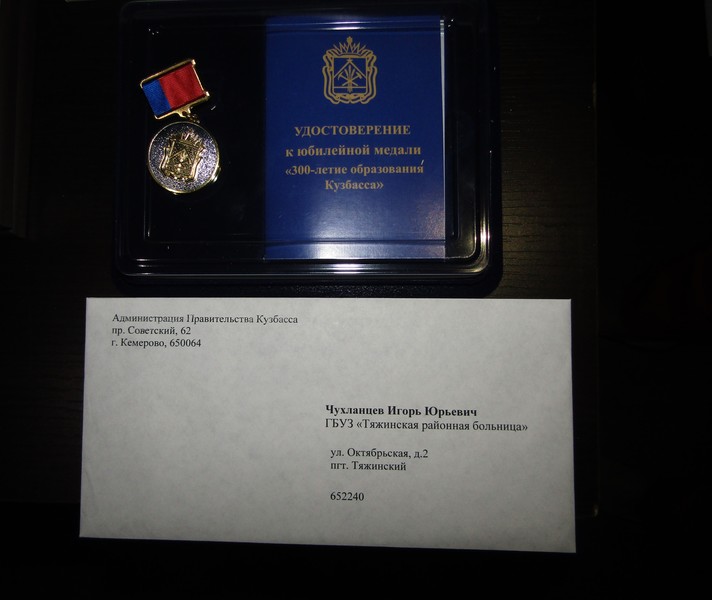 УДОСТОВЕРЕНИЕ
к юбилейной медали
«300-летие образования
Кузбасса»
Администрация Правительства Кузбасса
пр. Советский, 62
г. Кемерово, 650064
Чухланцев Игорь Юрьевич
ГБУЗ «Тяжинская районная больница»
ул. Октябрьская, д.2
пгт. Тяжинский
652240